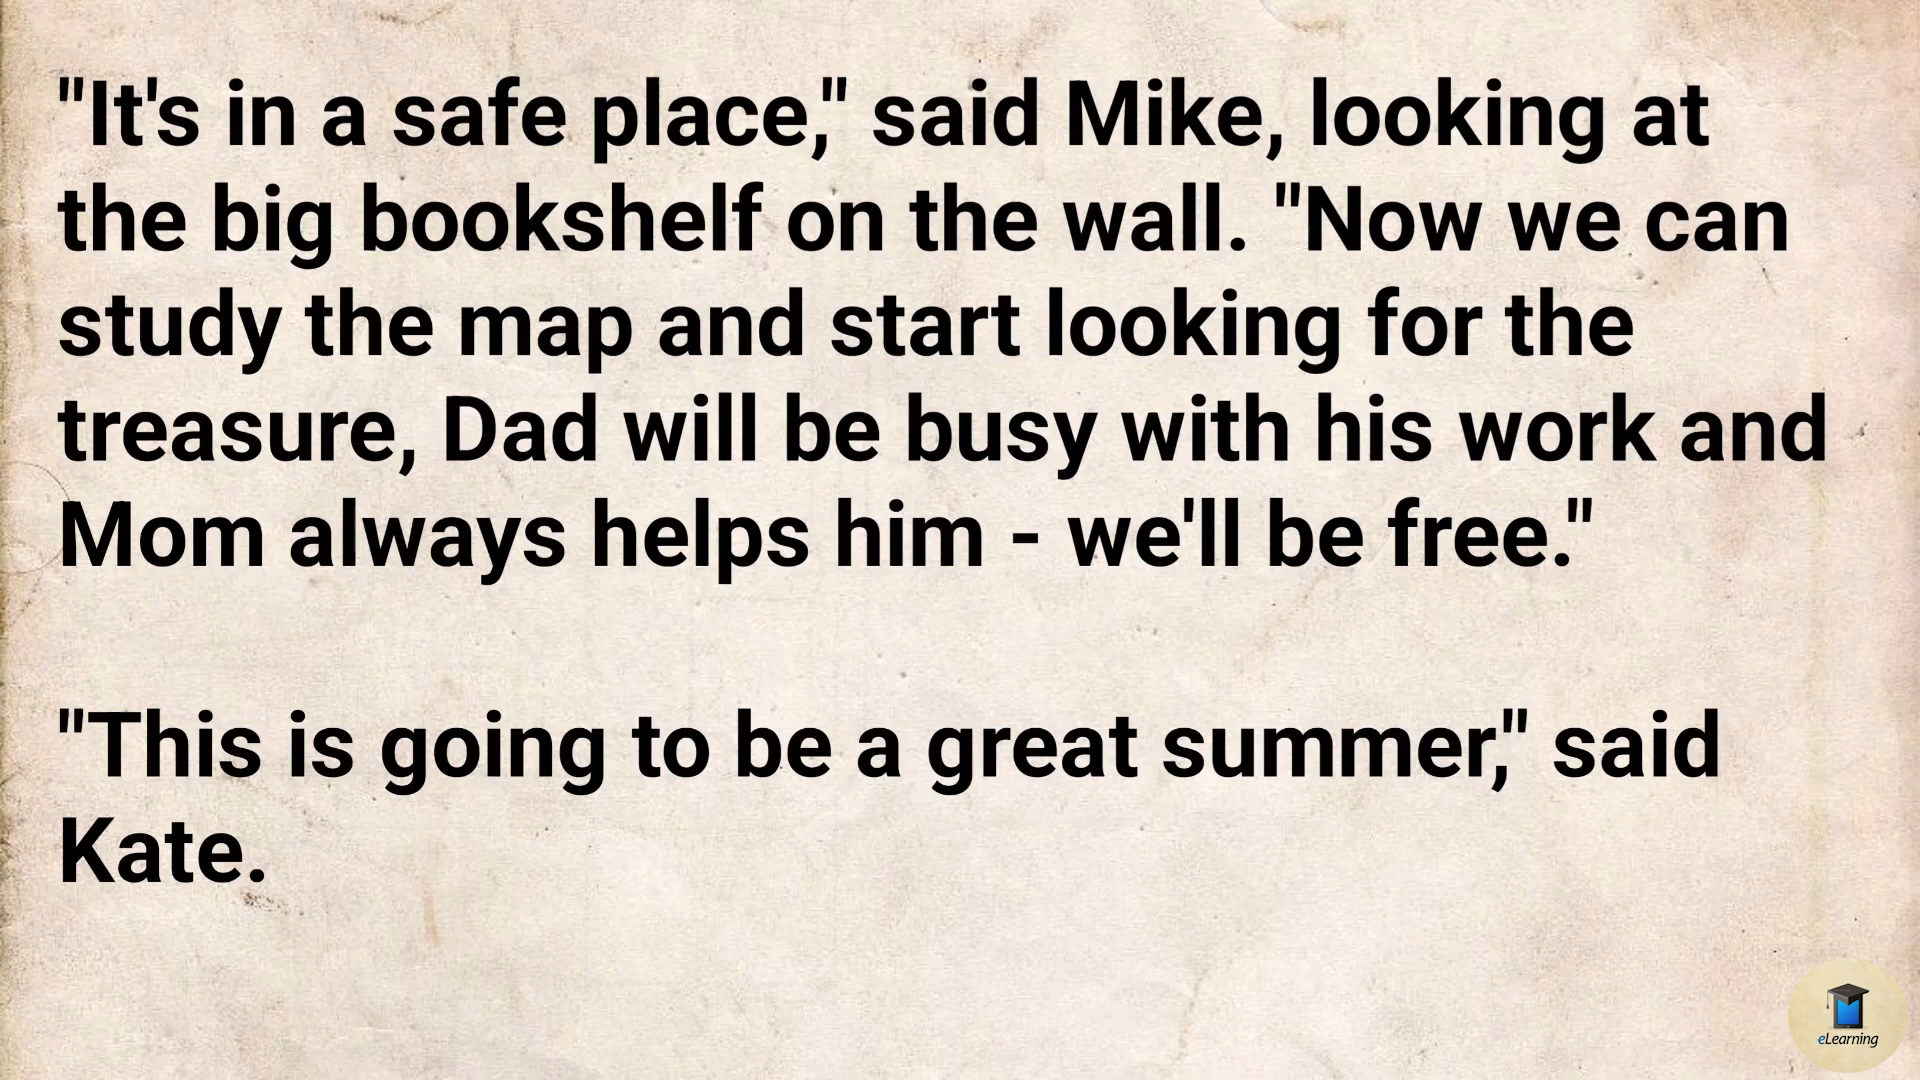 "It's in a safe place," said Mike, looking at
the big bookshelf on the wall. "Now we can
study the map and start looking for the
treasure, Dad will be busy with his work and
Mom always helps him - we'll be free."
"This is going to be a great summer," said
Kate.
eLearning